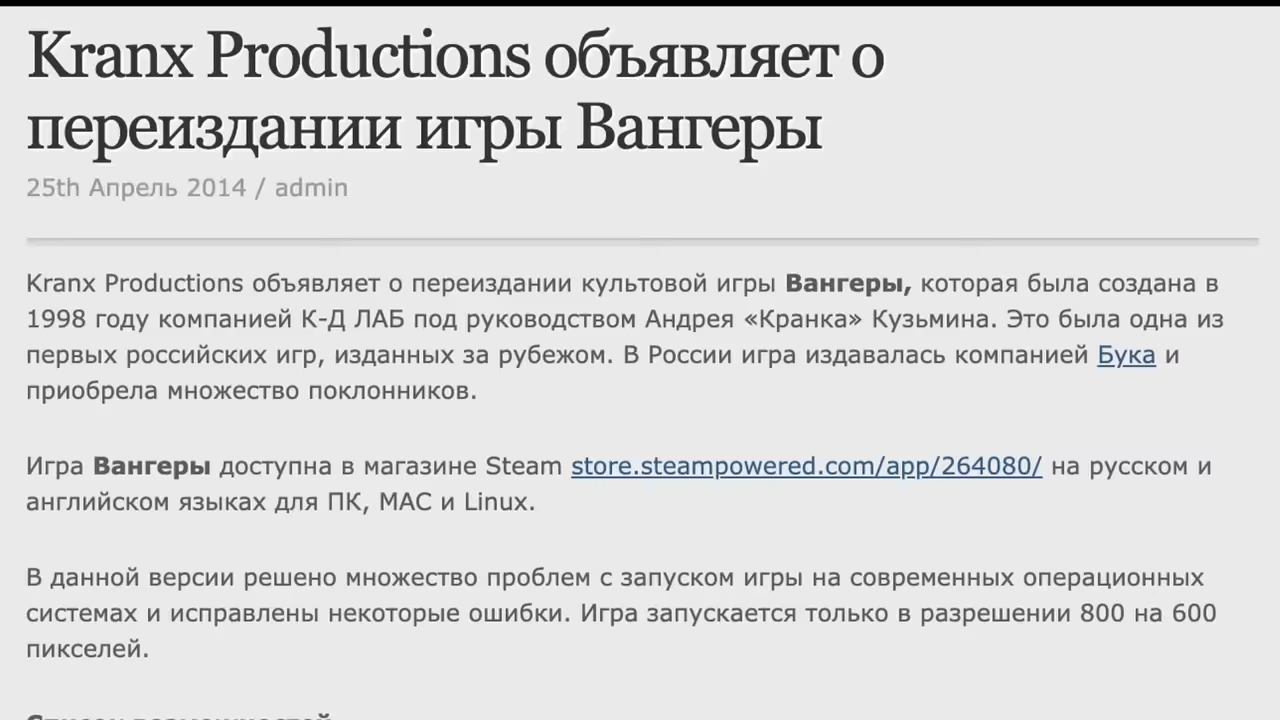 Kranx Productions объявляет о
переиздании игры Вангеры
25th Апрель 2014 / admin
Kranx Productions объявляет о переиздании культовой игры Вангеры, которая была создана в
1998 году компанией К-Д ЛАБ под руководством Андрея «Кранка» Кузьмина. Это была одна из
первых российских игр, изданных за рубежом. В России игра издавалась компанией Бука и
приобрела множество поклонников.
Игра Вангеры доступна в магазине Steam store.steampowered.com/app/264080/ на русском и
английском языках для ПК, MAC и Linux.
В данной версии решено множество проблем с запуском игры на современных операционных
системах и исправлены некоторые ошибки. Игра запускается только в разрешении 800 на 600
пикселей.
Список возможностей